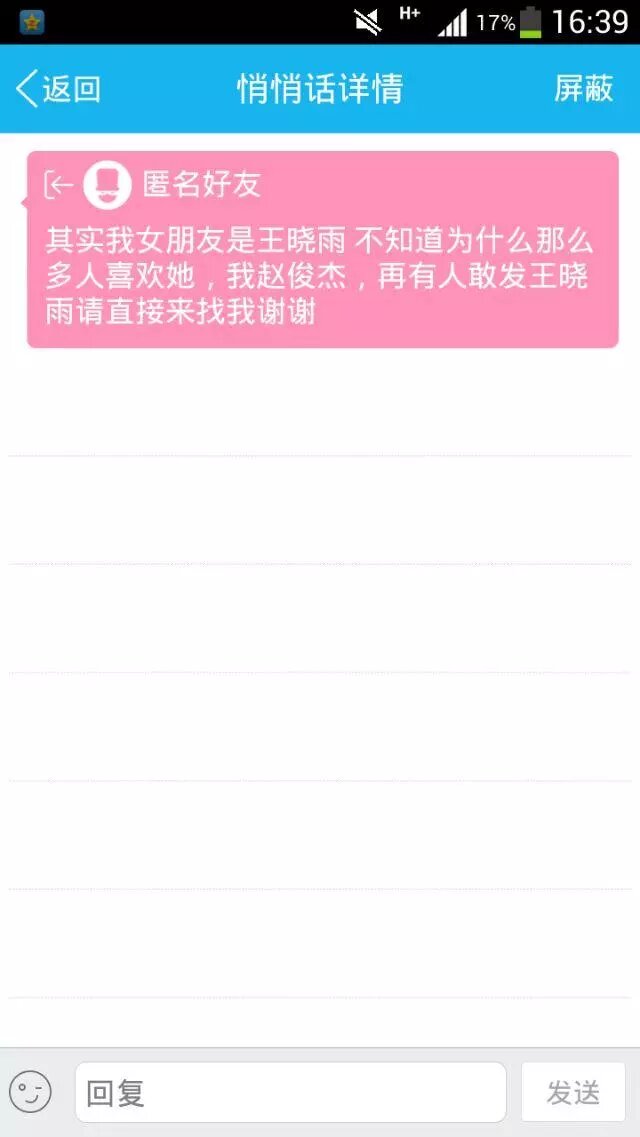 H+ 17% 16:39
返回 悄悄话详情 屏蔽
匿名好友
其实我女朋友是王晓雨 不知道为什么那么
多人喜欢她，我赵俊杰，再有人敢发王晓
雨请直接来找我谢谢
回复 发送